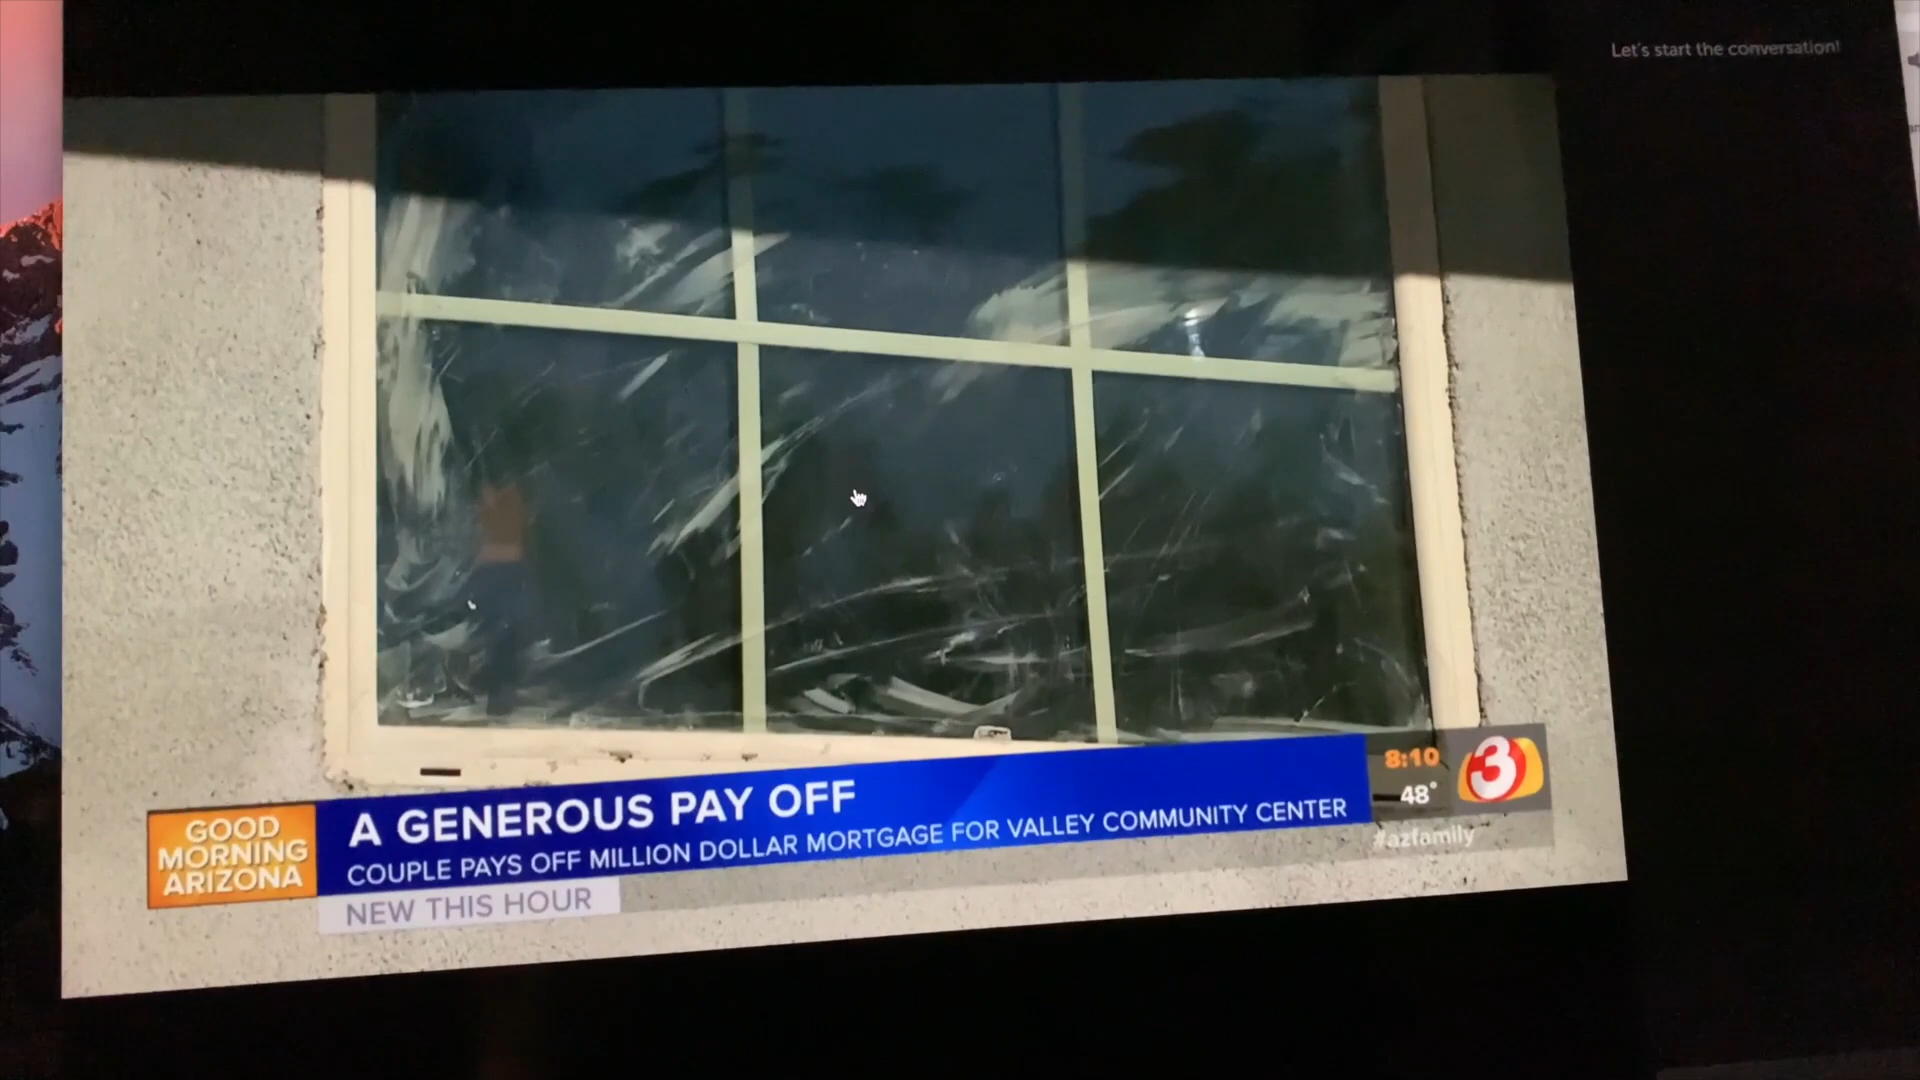 Let's start the conversation!
A GENEROUS PAY OFF
COUPLE PAYS OFF MILLION DOLLAR MORTGAGE FOR VALLEY COMMUNITY CENTER
NEW THIS HOUR
GOOD
MORNING
ARIZONA
8:10
48°
3
#azfamily